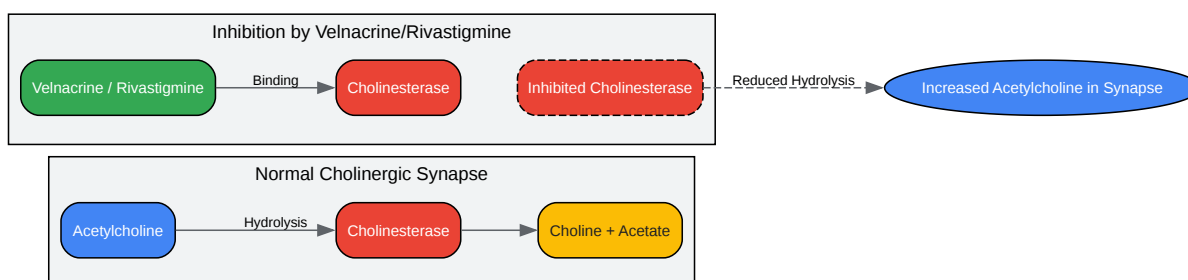 Inhibition by Velnacrine/Rivastigmine
Velnacrine / Rivastigmine
Binding
Cholinesterase
Inhibited Cholinesterase
Reduced Hydrolysis
Increased Acetylcholine in Synapse
Normal Cholinergic Synapse
Acetylcholine
Hydrolysis
Cholinesterase
Choline + Acetate